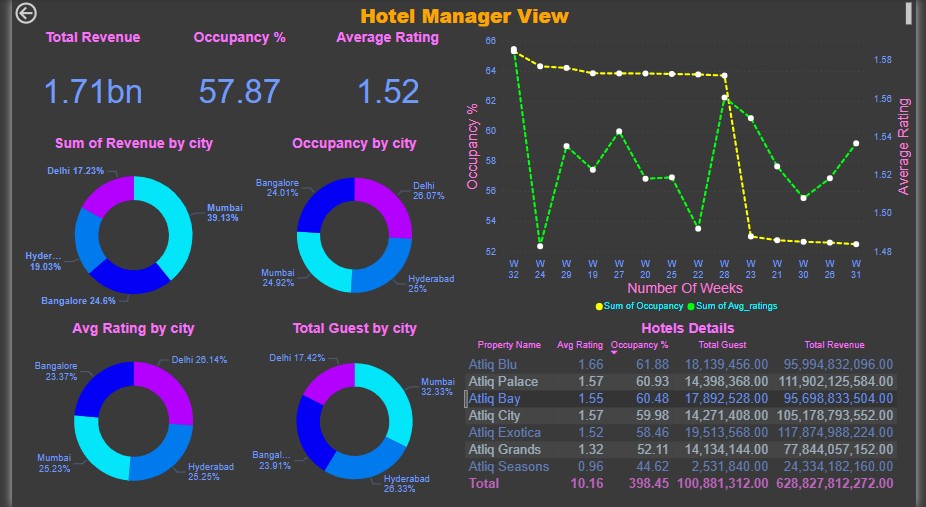 Hotel Manager View
Total Revenue
Occupancy %
Average Rating
1.71bn
57.87
1.52
Sum of Revenue by city
Delhi 17.23%
Mumbai
39.13%
Hyder...
19.03%
Bangalore 24.6%
Occupancy by city
Bangalore
24.01%
Delhi
26.07%
Mumbai
24.92%
Hyderabad
25%
Avg Rating by city
Bangalore
23.37%
Delhi 26.14%
Mumbai
25.23%
Hyderabad
25.25%
Total Guest by city
Delhi 17.42%
Mumbai
32.33%
Bangal...
23.91%
Hyderabad
26.33%
Occupancy %
66
64
62
60
58
56
54
52
Average Rating
1.58
1.56
1.54
1.52
1.50
1.48
W 32
W 24
W 29
W 19
W 27
W 20
W 25
W 22
W 28
W 23
W 21
W 30
W 26
W 31
Number Of Weeks
Sum of Occupancy Sum of Avg_ratings
Hotels Details
Property Name Avg Rating Occupancy % Total Guest Total Revenue
Atliq Blu 1.66 61.88 18,139,456.00 95,994,832,096.00
Atliq Palace 1.57 60.93 14,398,368.00 111,902,125,584.00
Atliq Bay 1.55 60.48 17,892,528.00 95,698,833,504.00
Atliq City 1.57 59.98 14,271,408.00 105,178,793,552.00
Atliq Exotica 1.52 58.46 19,513,568.00 117,874,988,224.00
Atliq Grands 1.32 52.11 14,134,144.00 77,844,057,152.00
Atliq Seasons 0.96 44.62 2,531,840.00 24,334,182,160.00
Total 10.16 398.45 100,881,312.00 628,827,812,272.00